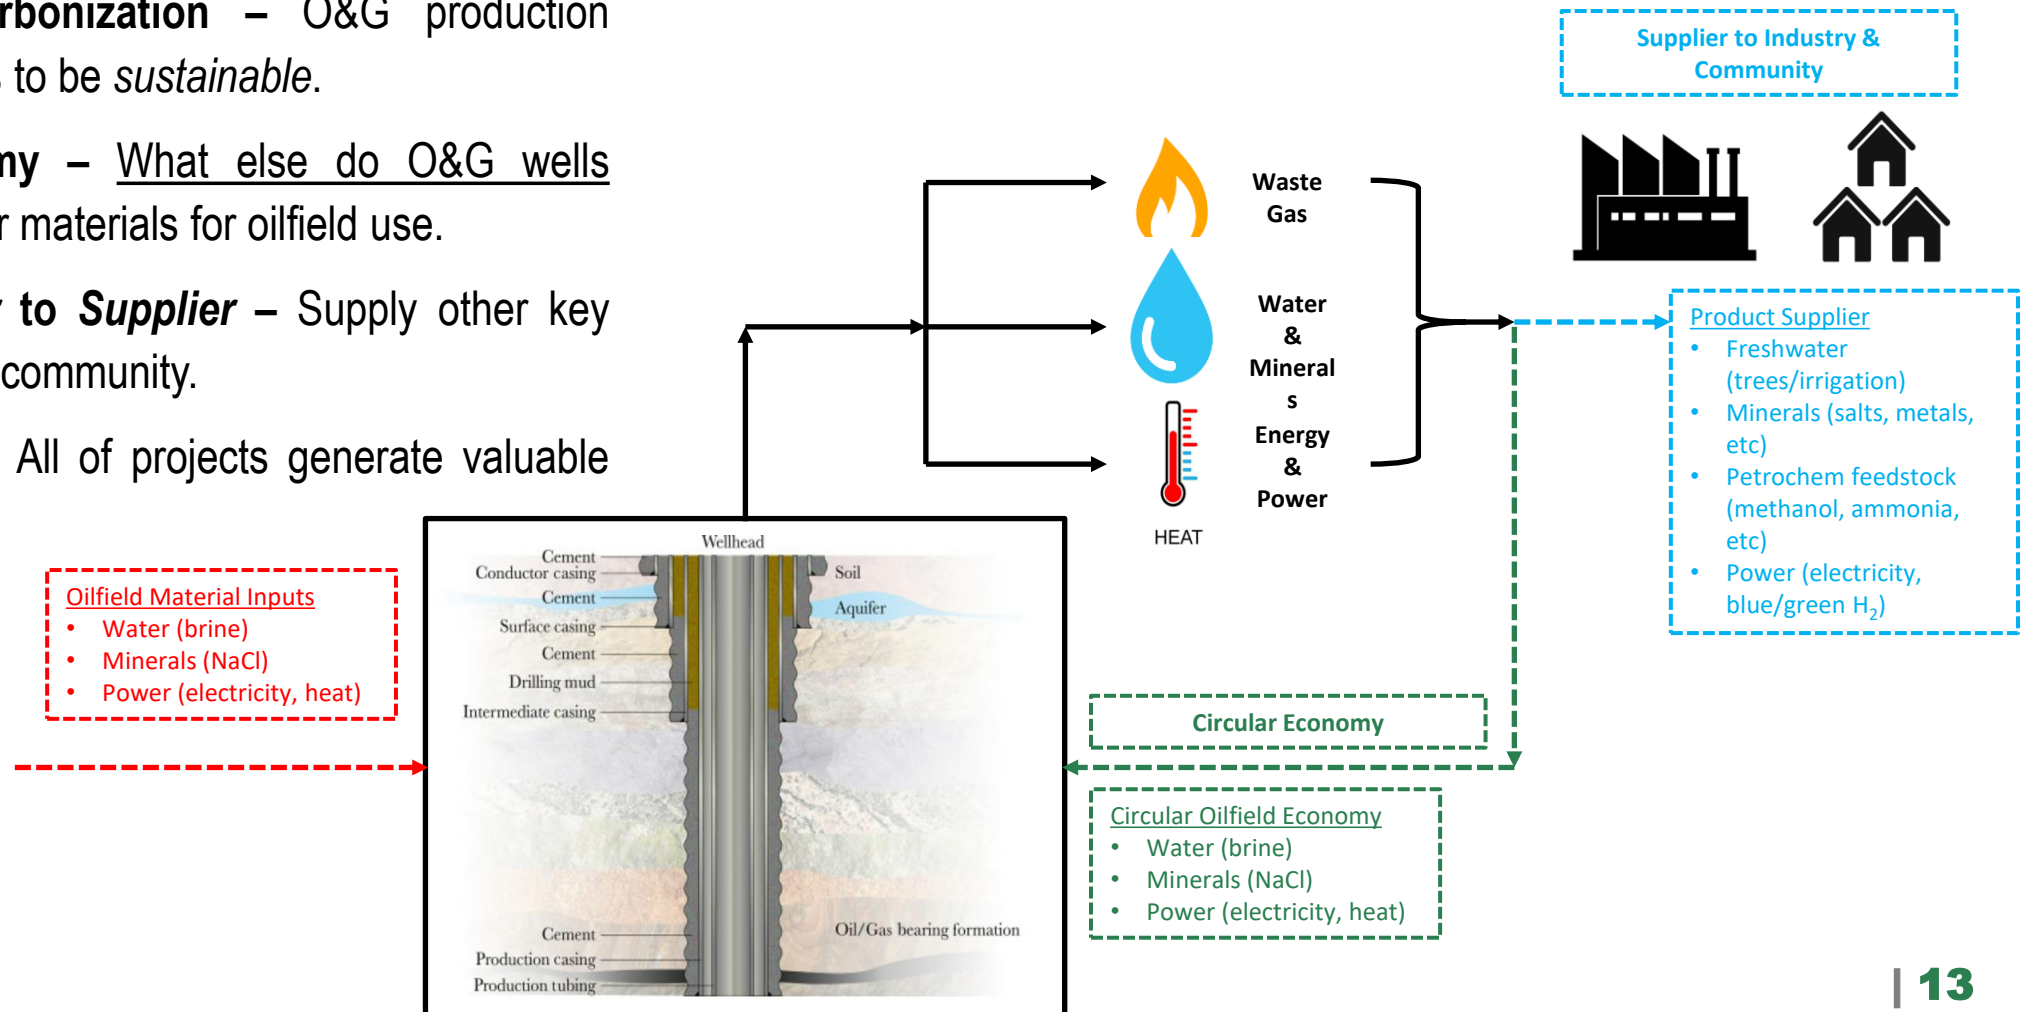 rbonization – O&G production
s to be sustainable.
my – What else do O&G wells
r materials for oilfield use.
r to Supplier – Supply other key
community.
All of projects generate valuable
Supplier to Industry &
Community
Waste
Gas
Water
&
Mineral
s
Energy
&
Power
HEAT
Product Supplier
• Freshwater
(trees/irrigation)
• Minerals (salts, metals,
etc)
• Petrochem feedstock
(methanol, ammonia,
etc)
• Power (electricity,
blue/green H₂)
Oilfield Material Inputs
• Water (brine)
• Minerals (NaCl)
• Power (electricity, heat)
Wellhead
Cement
Conductor casing
Cement
Surface casing
Cement
Drilling mud
Intermediate casing
Cement
Production casing
Production tubing
Soil
Aquifer
Oil/Gas bearing formation
Circular Economy
Circular Oilfield Economy
• Water (brine)
• Minerals (NaCl)
• Power (electricity, heat)
| 13